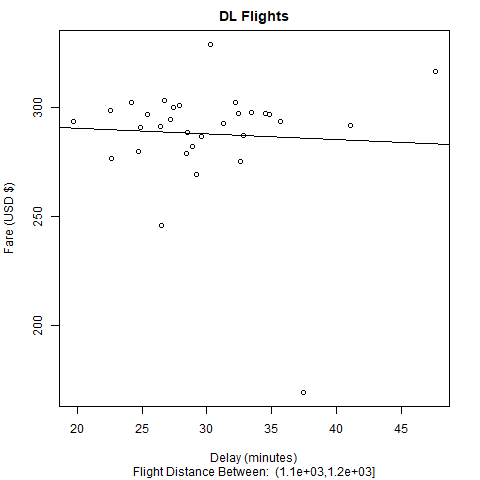 DL Flights
300
250
200
Fare (USD $)
20 25 30 35 40 45
Delay (minutes)
Flight Distance Between: (1.1e+03,1.2e+03]